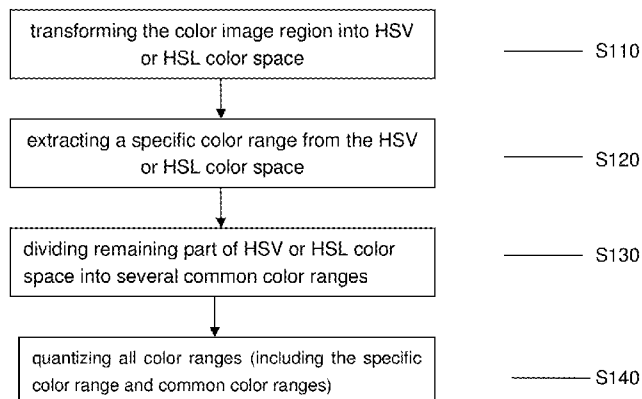 transforming the color image region into HSV
or HSL color space
S110
extracting a specific color range from the HSV
or HSL color space
S120
dividing remaining part of HSV or HSL color
space into several common color ranges
S130
quantizing all color ranges (including the specific
color range and common color ranges)
S140